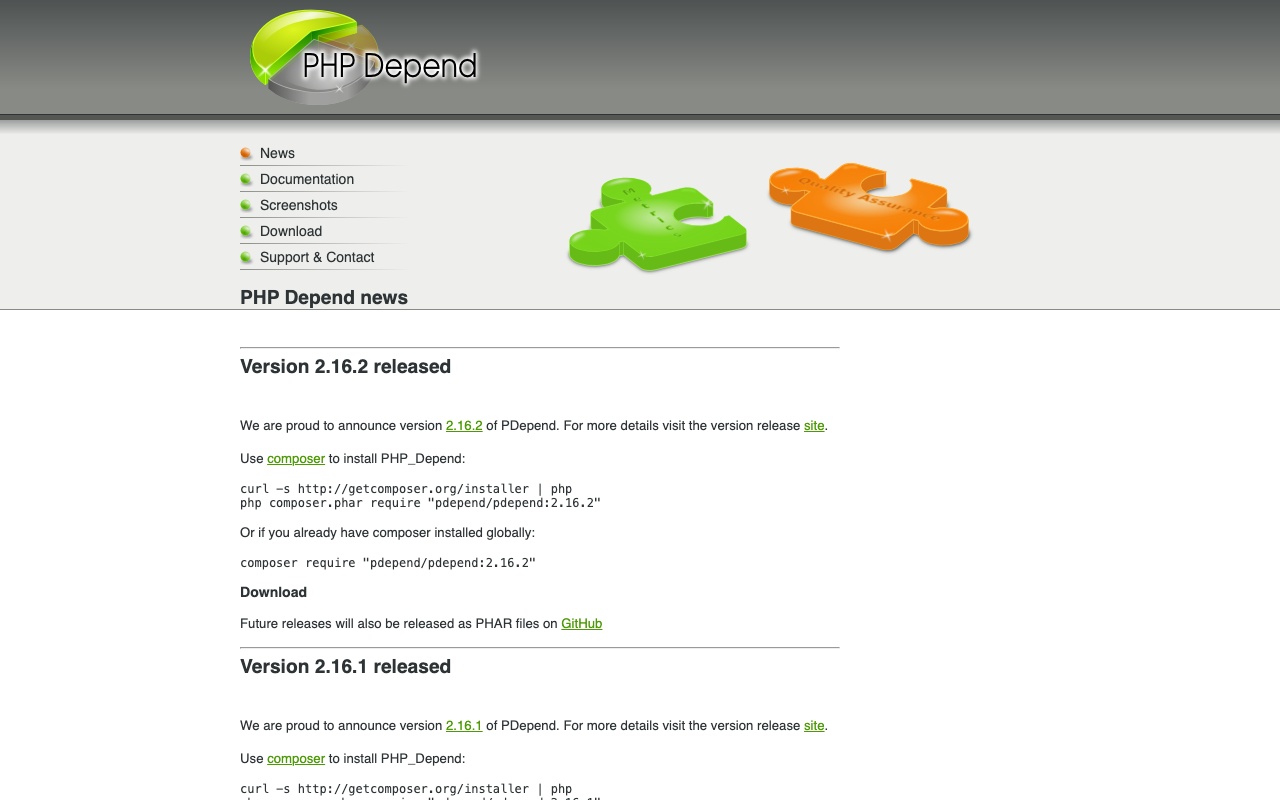 PHP Depend
News
Documentation
Screenshots
Download
Support & Contact
Metrics
Quality Assurance
PHP Depend news
Version 2.16.2 released
We are proud to announce version 2.16.2 of PDepend. For more details visit the version release site.
Use composer to install PHP_Depend:
curl -s http://getcomposer.org/installer | php
php composer.phar require "pdepend/pdepend:2.16.2"
Or if you already have composer installed globally:
composer require "pdepend/pdepend:2.16.2"
Download
Future releases will also be released as PHAR files on GitHub
Version 2.16.1 released
We are proud to announce version 2.16.1 of PDepend. For more details visit the version release site.
Use composer to install PHP_Depend:
curl -s http://getcomposer.org/installer | php